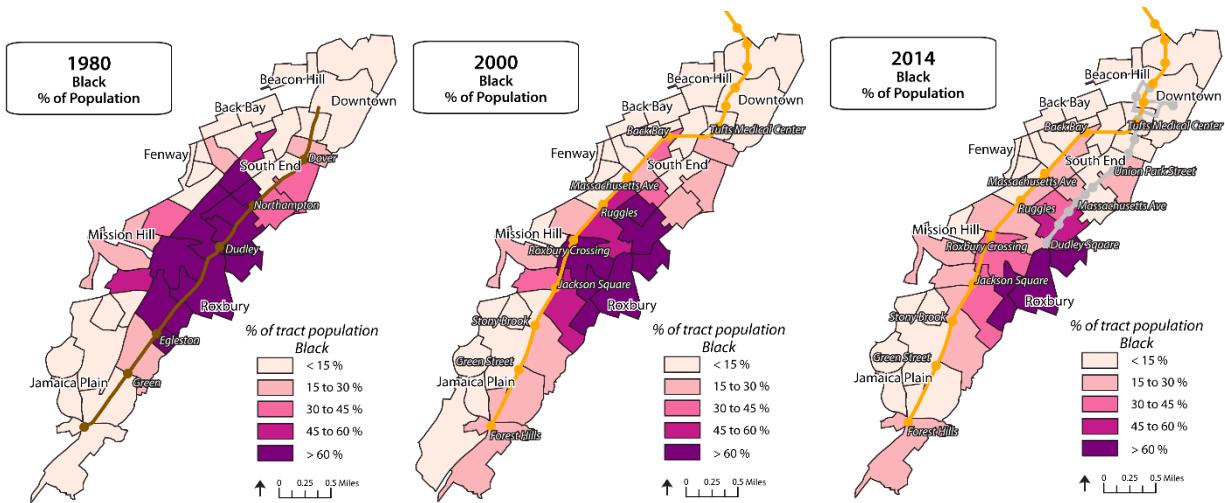 1980
Black
% of Population
Beacon Hill
Downtown
Back Bay
Fenway
South End
Dover
Northampton
Mission Hill
Dudley
Roxbury
Egleston
Green
Jamaica Plain
% of tract population
Black
< 15 %
15 to 30 %
30 to 45 %
45 to 60 %
> 60 %
0 0.25 0.5 Miles
2000
Black
% of Population
Beacon Hill
Downtown
Back Bay
Back Bay
Tufts Medical Center
Fenway
South End
Massachusetts Ave
Ruggles
Mission Hill
Roxbury Crossing
Jackson Square
Roxbury
Stony Brook
Green Street
Jamaica Plain
Forest Hills
% of tract population
Black
< 15 %
15 to 30 %
30 to 45 %
45 to 60 %
> 60 %
0 0.25 0.5 Miles
2014
Black
% of Population
Beacon Hill
Downtown
Back Bay
Back Bay
Tufts Medical Center
Fenway
South End
Union Park Street
Massachusetts Ave
Ruggles
Massachusetts Ave
Mission Hill
Roxbury Crossing
Dudley Square
Jackson Square
Roxbury
Stony Brook
Green Street
Jamaica Plain
Forest Hills
% of tract population
Black
< 15 %
15 to 30 %
30 to 45 %
45 to 60 %
> 60 %
0 0.25 0.5 Miles